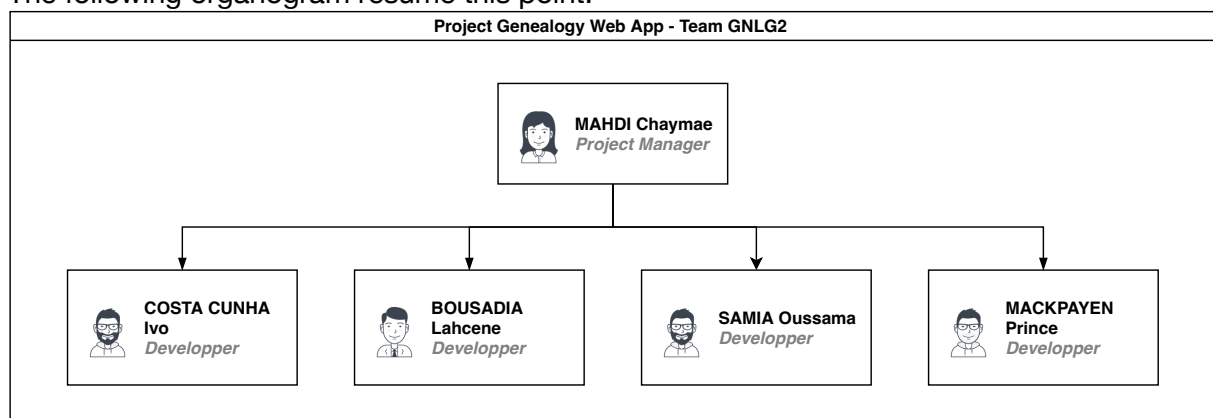 The following organogram resume this point.
Project Genealogy Web App - Team GNLG2
MAHDI Chaymae
Project Manager
COSTA CUNHA
Ivo
Developper
BOUSADIA
Lahcene
Developper
SAMIA Oussama
Developper
MACKPAYEN
Prince
Developper